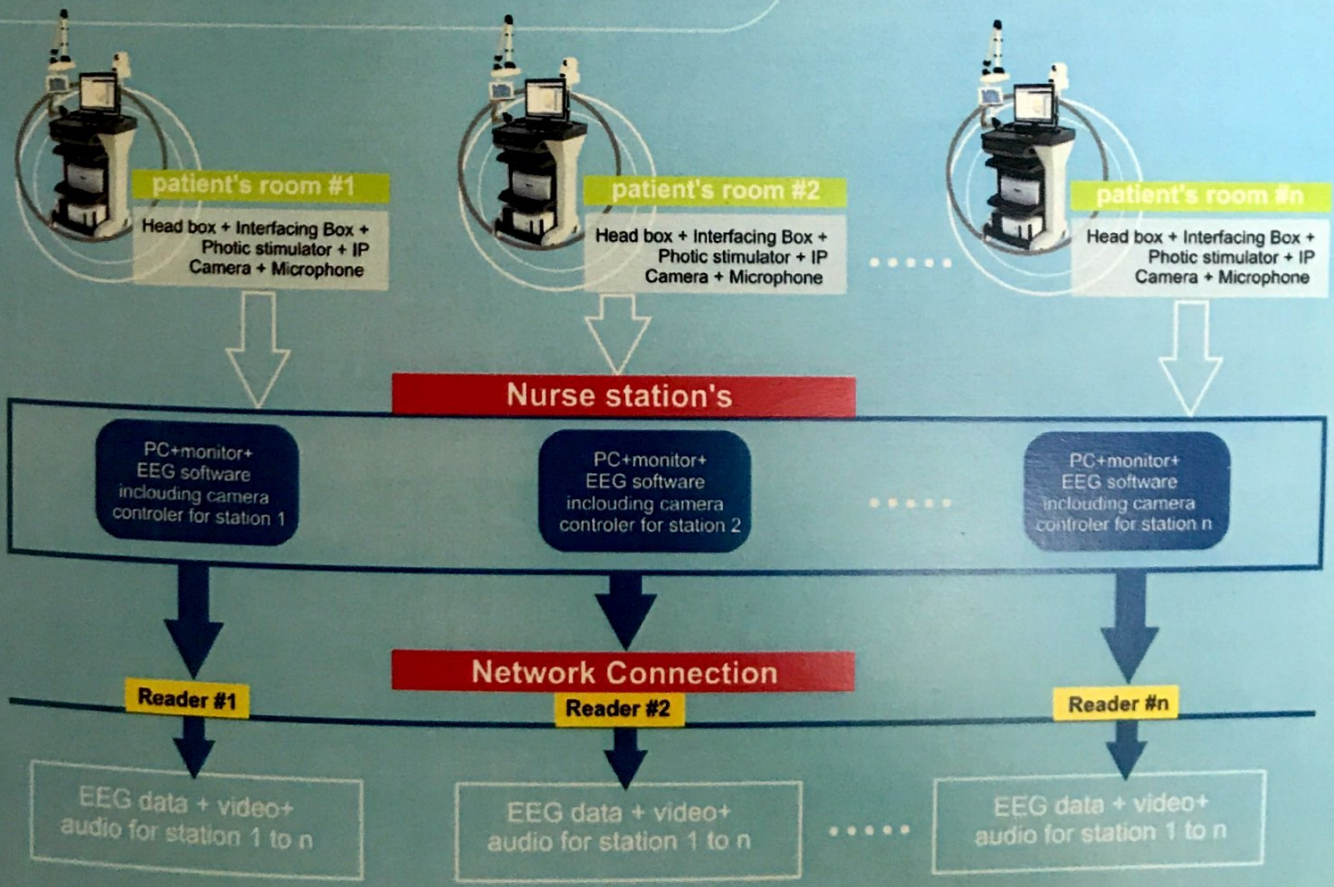 patient's room #1
Head box + Interfacing Box +
Photic stimulator + IP
Camera + Microphone
patient's room #2
Head box + Interfacing Box +
Photic stimulator + IP
Camera + Microphone
patient's room #n
Head box + Interfacing Box +
Photic stimulator + IP
Camera + Microphone
Nurse station's
PC+monitor+
EEG software
inclouding camera
controler for station 1
PC+monitor+
EEG software
inclouding camera
controler for station 2
PC+monitor+
EEG software
inclouding camera
controler for station n
Network Connection
Reader #1
Reader #2
Reader #n
EEG data + video+
audio for station 1 to n
EEG data + video+
audio for station 1 to n
EEG data + video+
audio for station 1 to n